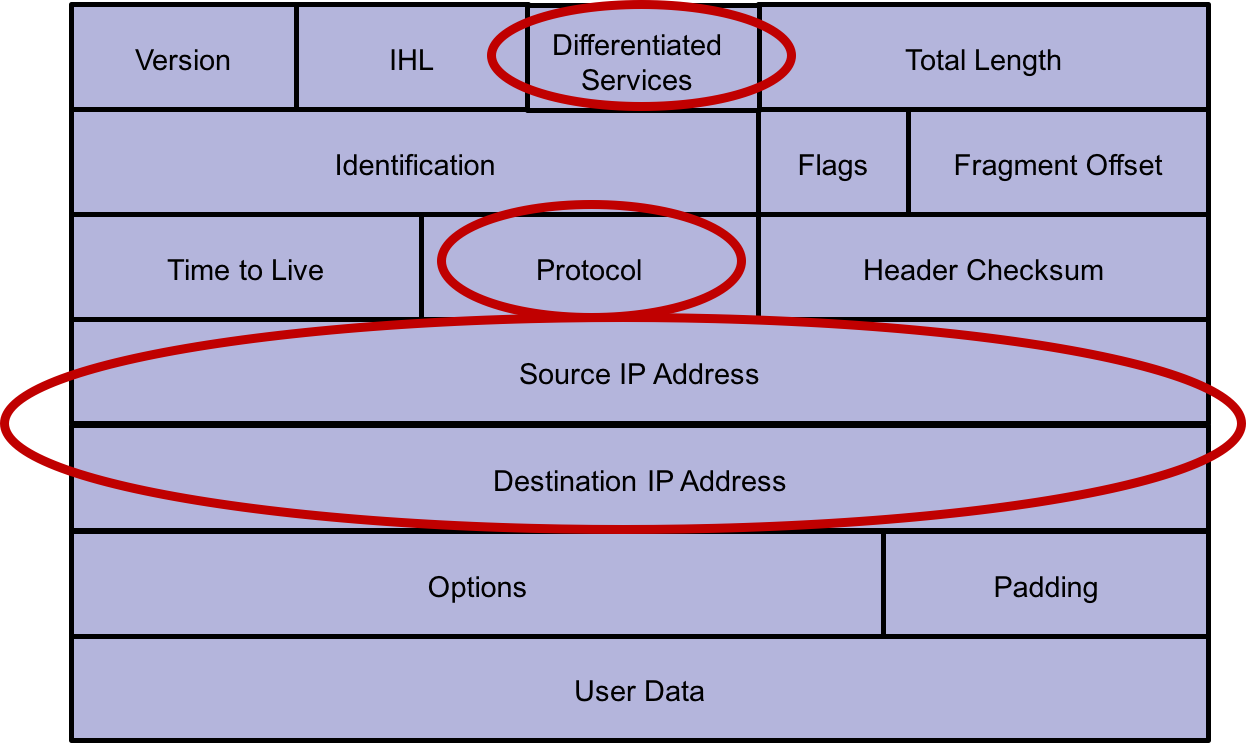 Version
IHL
Differentiated
Services
Total Length
Identification
Flags
Fragment Offset
Time to Live
Protocol
Header Checksum
Source IP Address
Destination IP Address
Options
Padding
User Data